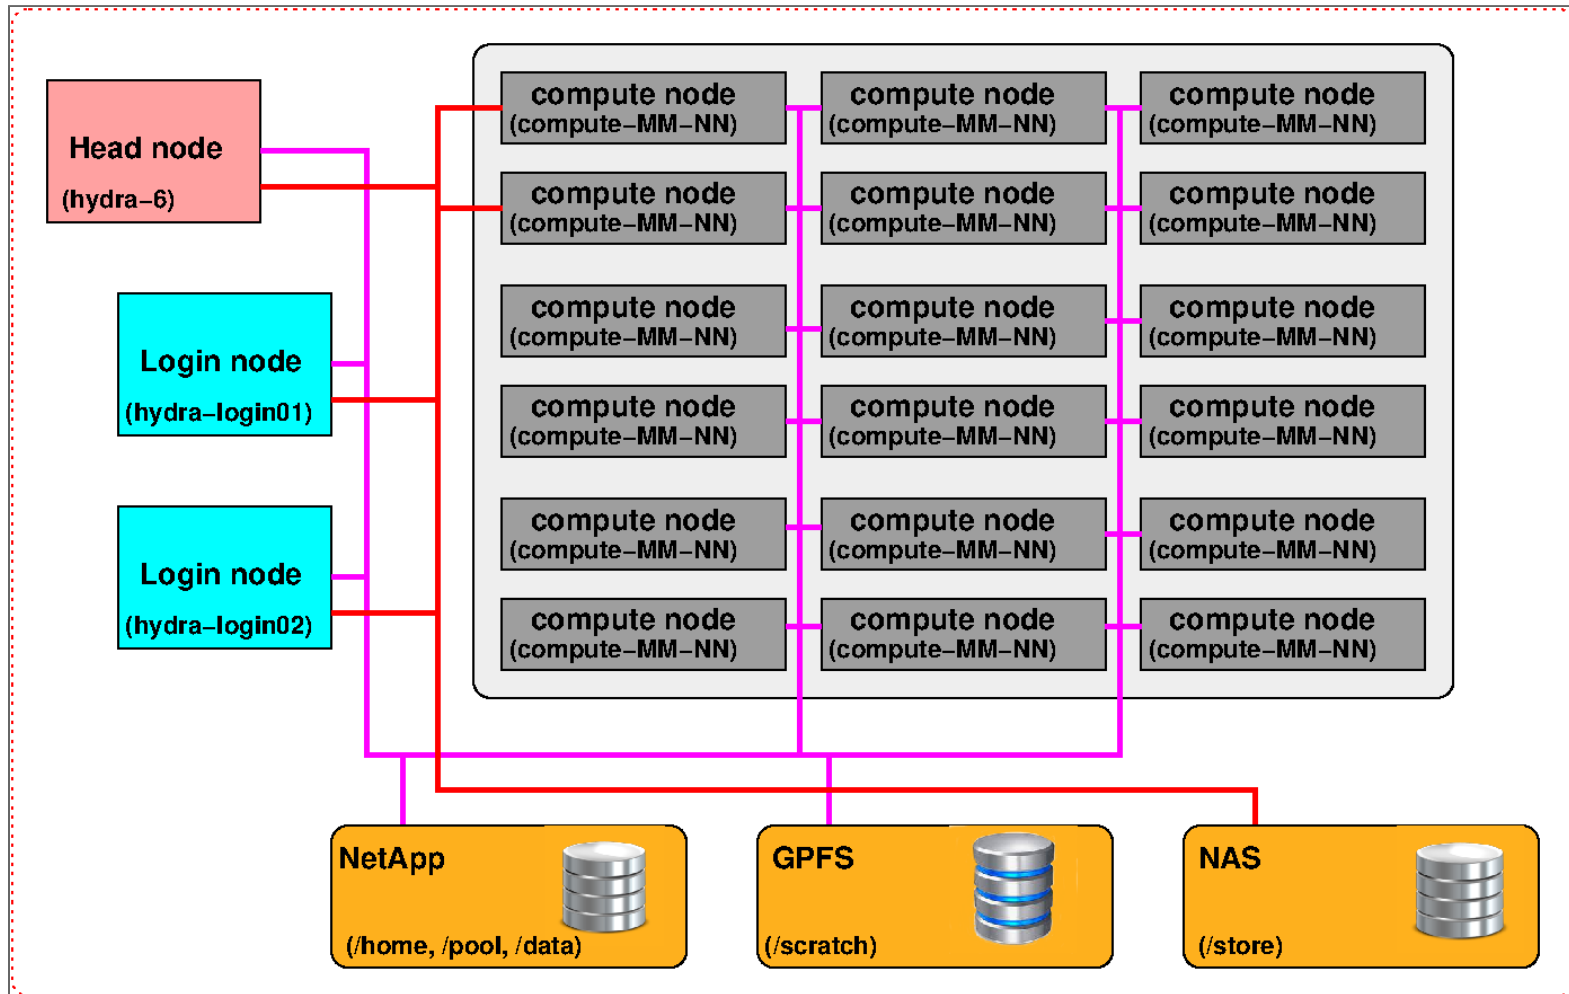 Head node
(hydra−6)
Login node
(hydra−login01)
Login node
(hydra−login02)
compute node
(compute−MM−NN)
compute node
(compute−MM−NN)
compute node
(compute−MM−NN)
compute node
(compute−MM−NN)
compute node
(compute−MM−NN)
compute node
(compute−MM−NN)
compute node
(compute−MM−NN)
compute node
(compute−MM−NN)
compute node
(compute−MM−NN)
compute node
(compute−MM−NN)
compute node
(compute−MM−NN)
compute node
(compute−MM−NN)
compute node
(compute−MM−NN)
compute node
(compute−MM−NN)
compute node
(compute−MM−NN)
compute node
(compute−MM−NN)
compute node
(compute−MM−NN)
compute node
(compute−MM−NN)
NetApp
(/home, /pool, /data)
GPFS
(/scratch)
NAS
(/store)